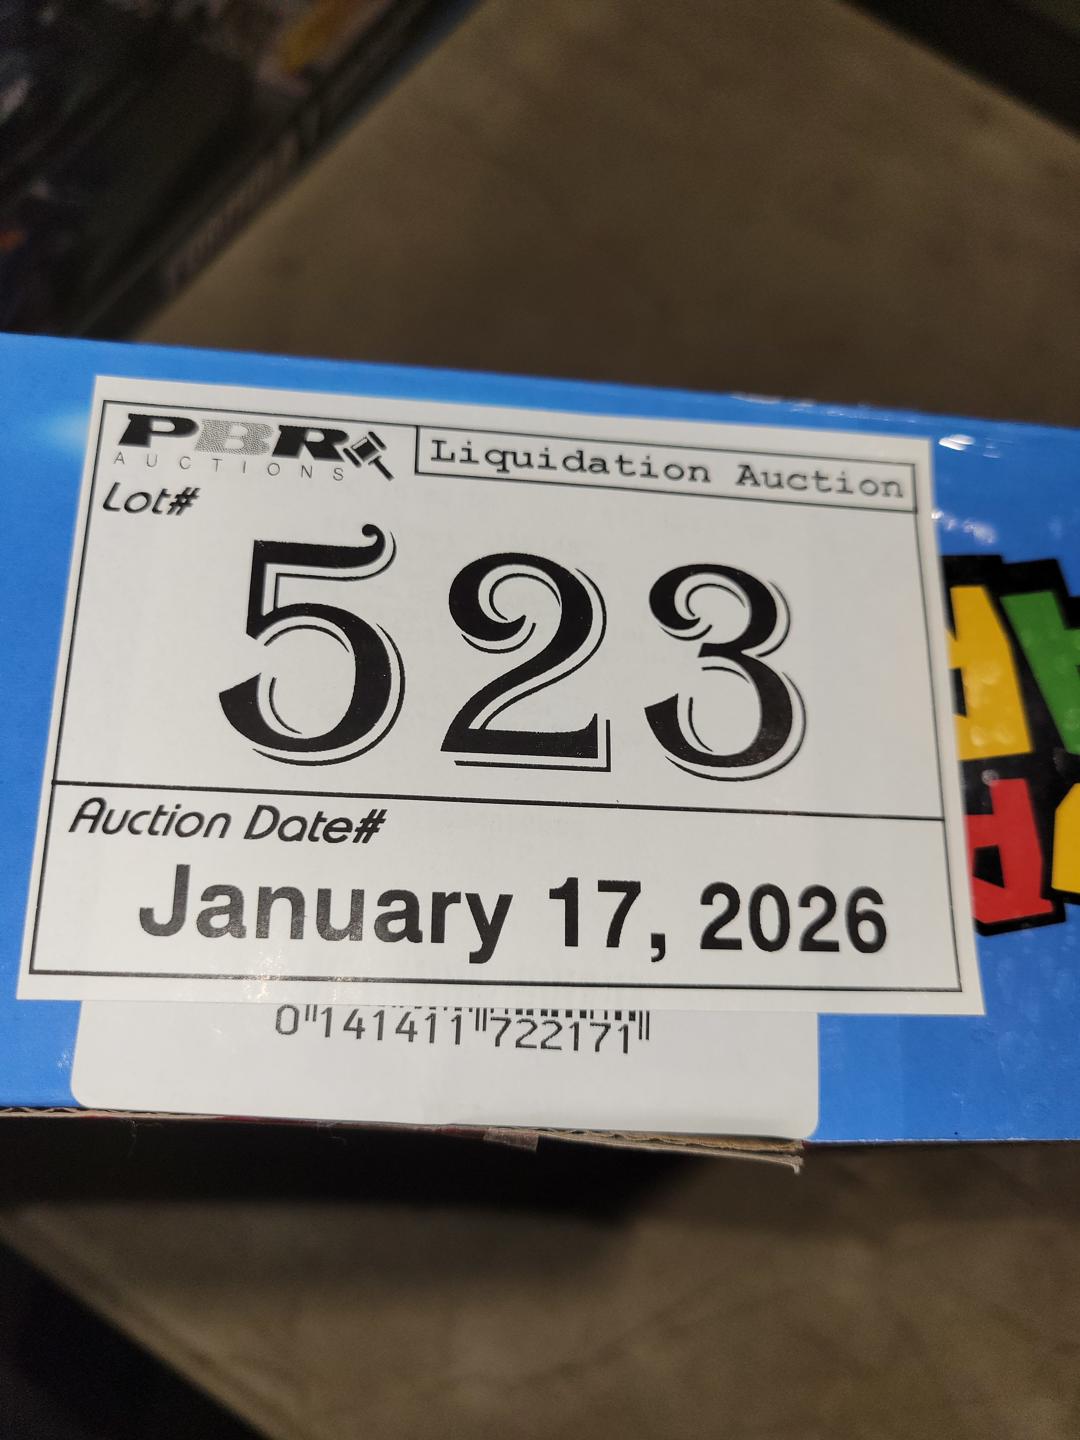 PBR
AUCTIONS
Liquidation Auction
Lot#
523
Auction Date#
January 17, 2026
0 141411 722171